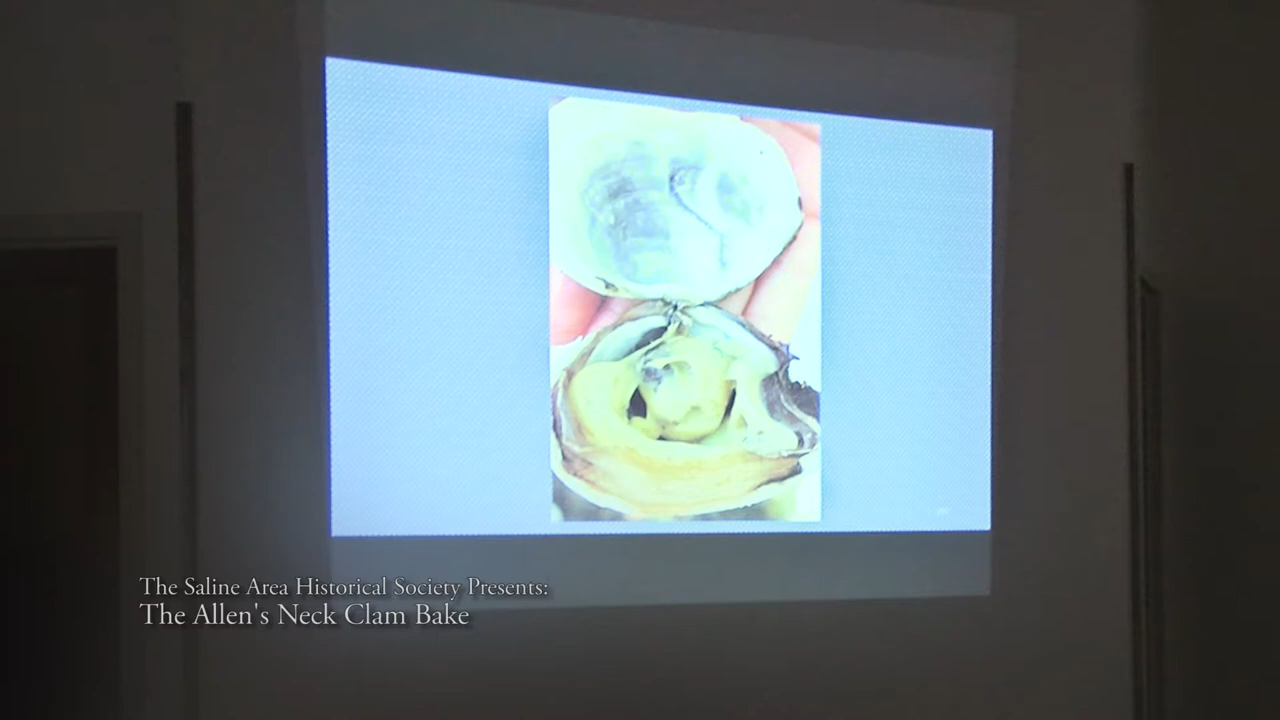 The Saline Area Historical Society Presents:
The Allen's Neck Clam Bake